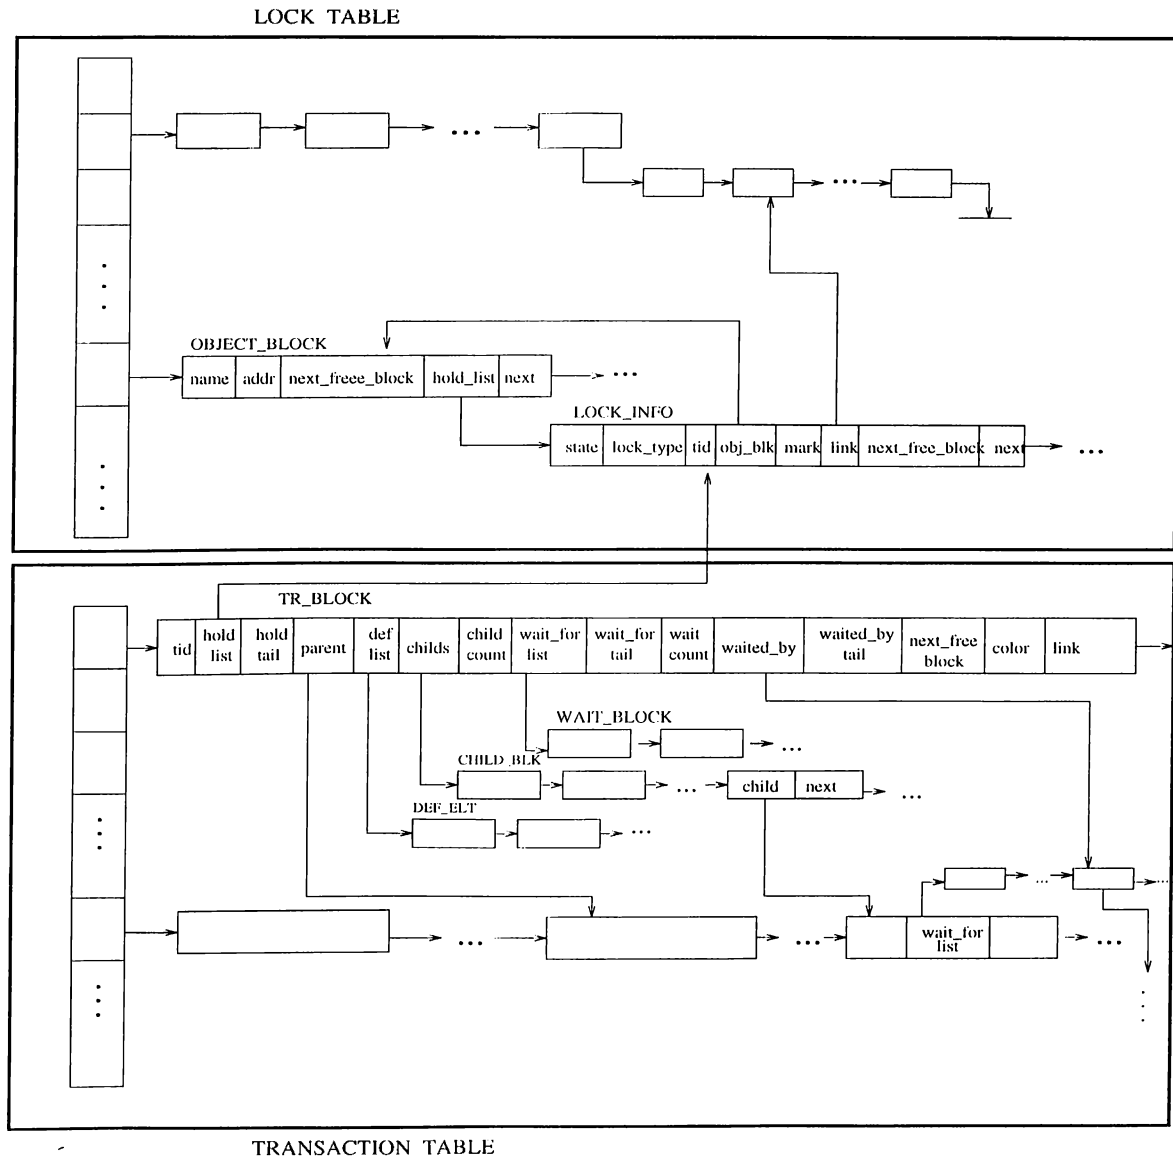 LOCK TABLE
OBJECT_BLOCK
name addr next_freee_block hold_list next
LOCK_INFO
state lock_type tid obj_blk mark link next_free_block next
TR_BLOCK
tid
hold
list
hold
tail
parent
def
list
childs
child
count
wait_for
list
wait_for
tail
wait
count
waited_by
waited_by
tail
next_free
block
color
link
WAIT_BLOCK
CHILD_BLK
child next
DEF_ELT
wait_for
list
TRANSACTION TABLE